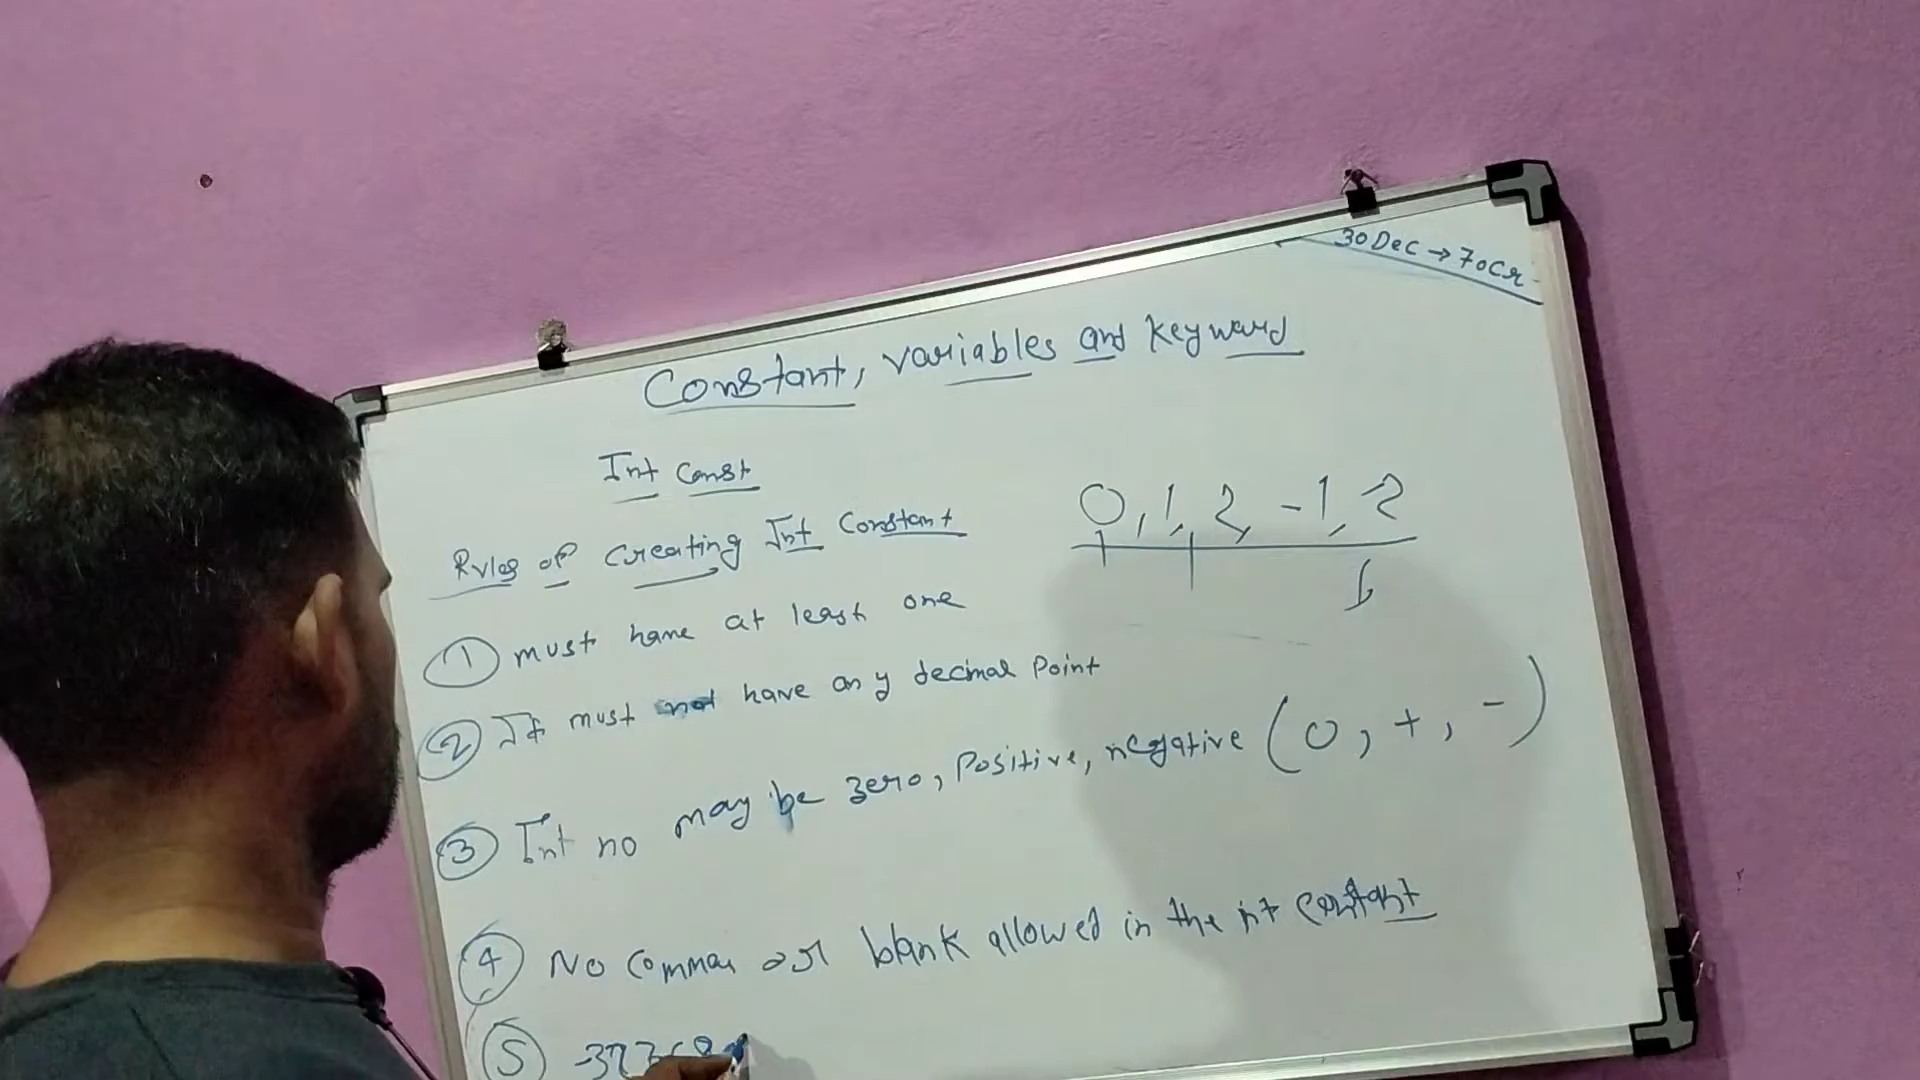 30 Dec → 70Cr
Constant, variables and keyword
Int Const
0, 1, 2, -1, -2
Rules of creating Int Constant
① must have at least one
② It must not have any decimal Point
③ Int no may be zero, Positive, negative (0, +, -)
④ No Comma or blank allowed in the int constant
⑤